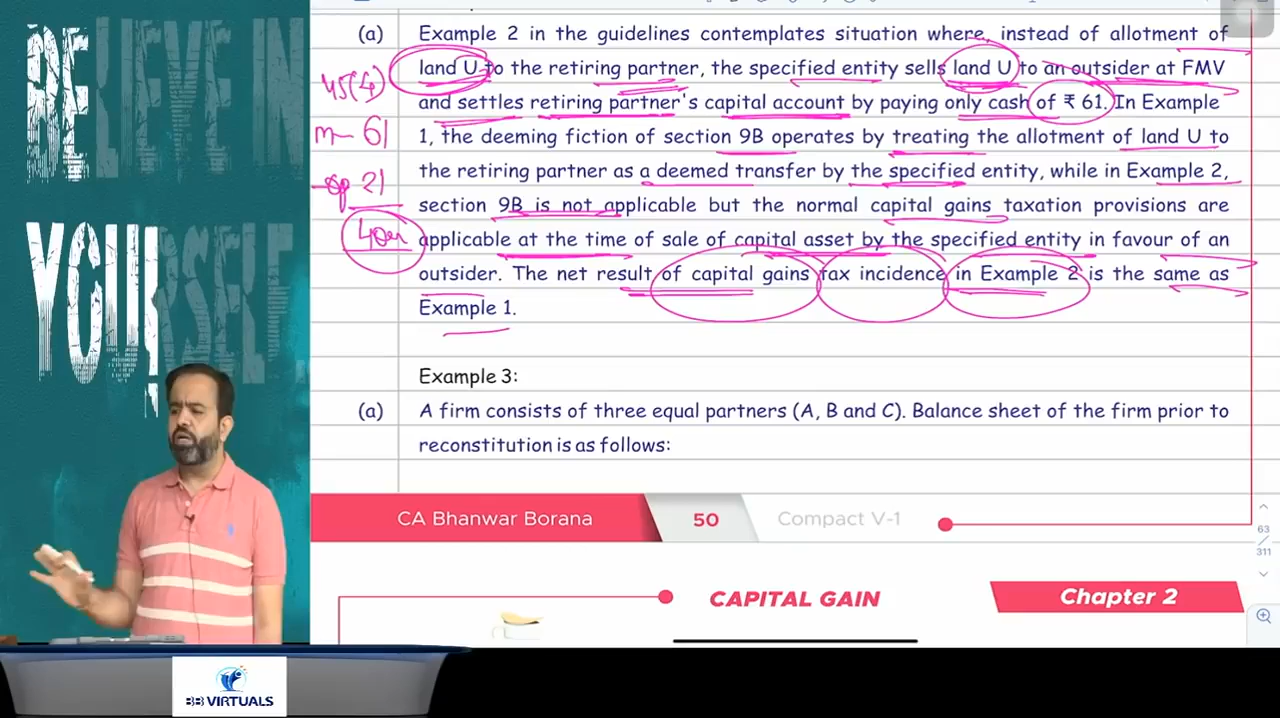 BELIEVE IN
YOURSELF.
(a) Example 2 in the guidelines contemplates situation where, instead of allotment of
land U to the retiring partner, the specified entity sells land U to an outsider at FMV
and settles retiring partner's capital account by paying only cash of ₹ 61. In Example
1, the deeming fiction of section 9B operates by treating the allotment of land U to
the retiring partner as a deemed transfer by the specified entity, while in Example 2,
section 9B is not applicable but the normal capital gains taxation provisions are
applicable at the time of sale of capital asset by the specified entity in favour of an
outsider. The net result of capital gains tax incidence in Example 2 is the same as
Example 1.
45(4)
61
21
Example 3:
(a) A firm consists of three equal partners (A, B and C). Balance sheet of the firm prior to
reconstitution is as follows:
CA Bhanwar Borana 50 Compact V-1
63
/
311
CAPITAL GAIN Chapter 2
BB VIRTUALS